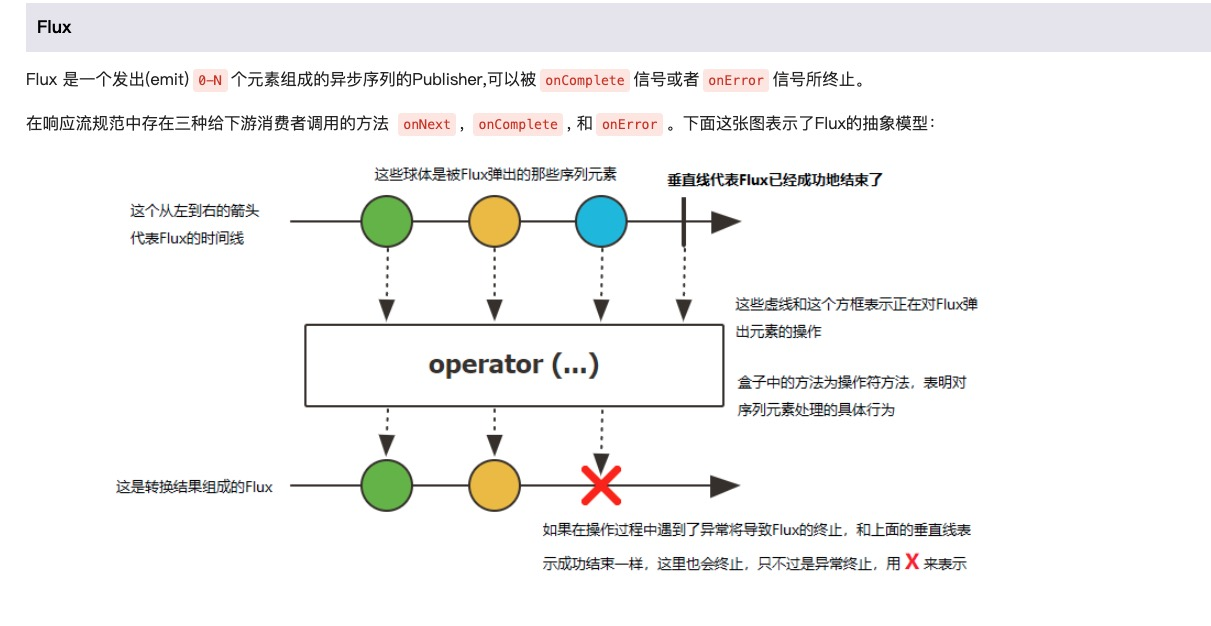 Flux
Flux 是一个发出(emit) 0-N 个元素组成的异步序列的Publisher,可以被 onComplete 信号或者 onError 信号所终止。
在响应流规范中存在三种给下游消费者调用的方法 onNext , onComplete , 和 onError 。下面这张图表示了Flux的抽象模型：
这些球体是被Flux弹出的那些序列元素
垂直线代表Flux已经成功地结束了
这个从左到右的箭头
代表Flux的时间线
这些虚线和这个方框表示正在对Flux弹
出元素的操作
operator (...)
盒子中的方法为操作符方法，表明对
序列元素处理的具体行为
这是转换结果组成的Flux
如果在操作过程中遇到了异常将导致Flux的终止，和上面的垂直线表
示成功结束一样，这里也会终止，只不过是异常终止，用 X 来表示